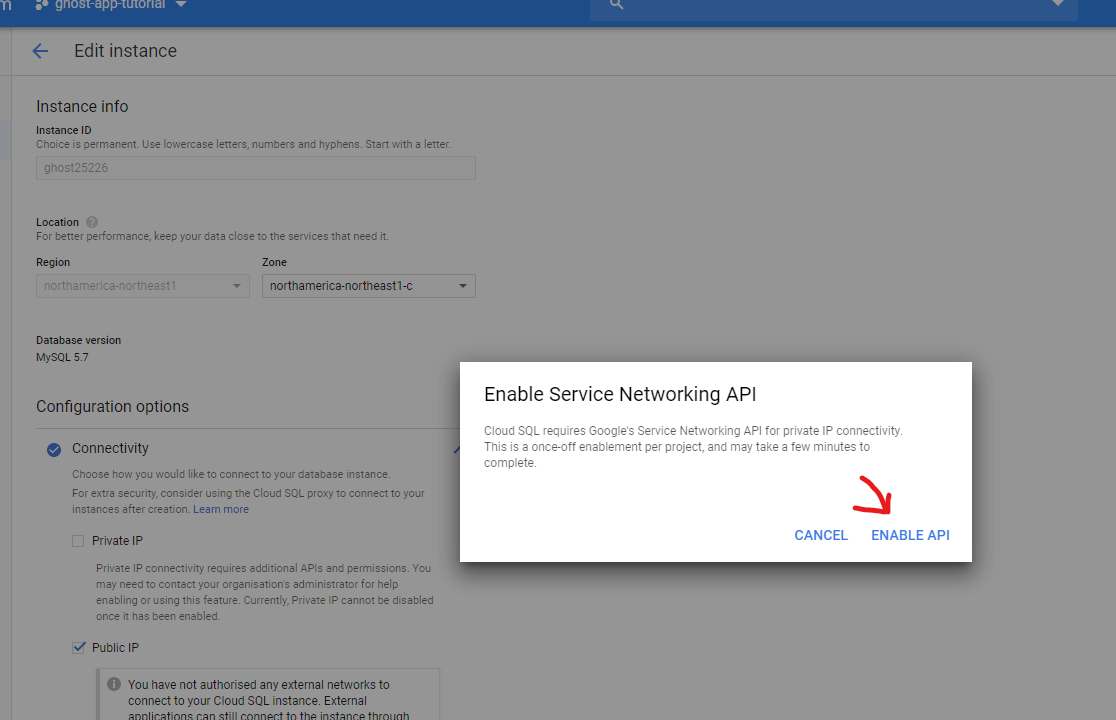 ghost-app-tutorial
Edit instance
Instance info
Instance ID
Choice is permanent. Use lowercase letters, numbers and hyphens. Start with a letter.
ghost25226
Location
For better performance, keep your data close to the services that need it.
Region Zone
northamerica-northeast1 northamerica-northeast1-c
Database version
MySQL 5.7
Configuration options
Connectivity
Choose how you would like to connect to your database instance.
For extra security, consider using the Cloud SQL proxy to connect to your
instances after creation. Learn more
Private IP
Private IP connectivity requires additional APIs and permissions. You
may need to contact your organisation's administrator for help
enabling or using this feature. Currently, Private IP cannot be disabled
once it has been enabled.
Public IP
You have not authorised any external networks to
connect to your Cloud SQL instance. External
applications can still connect to the instance through
Enable Service Networking API
Cloud SQL requires Google's Service Networking API for private IP connectivity.
This is a once-off enablement per project, and may take a few minutes to
complete.
CANCEL ENABLE API